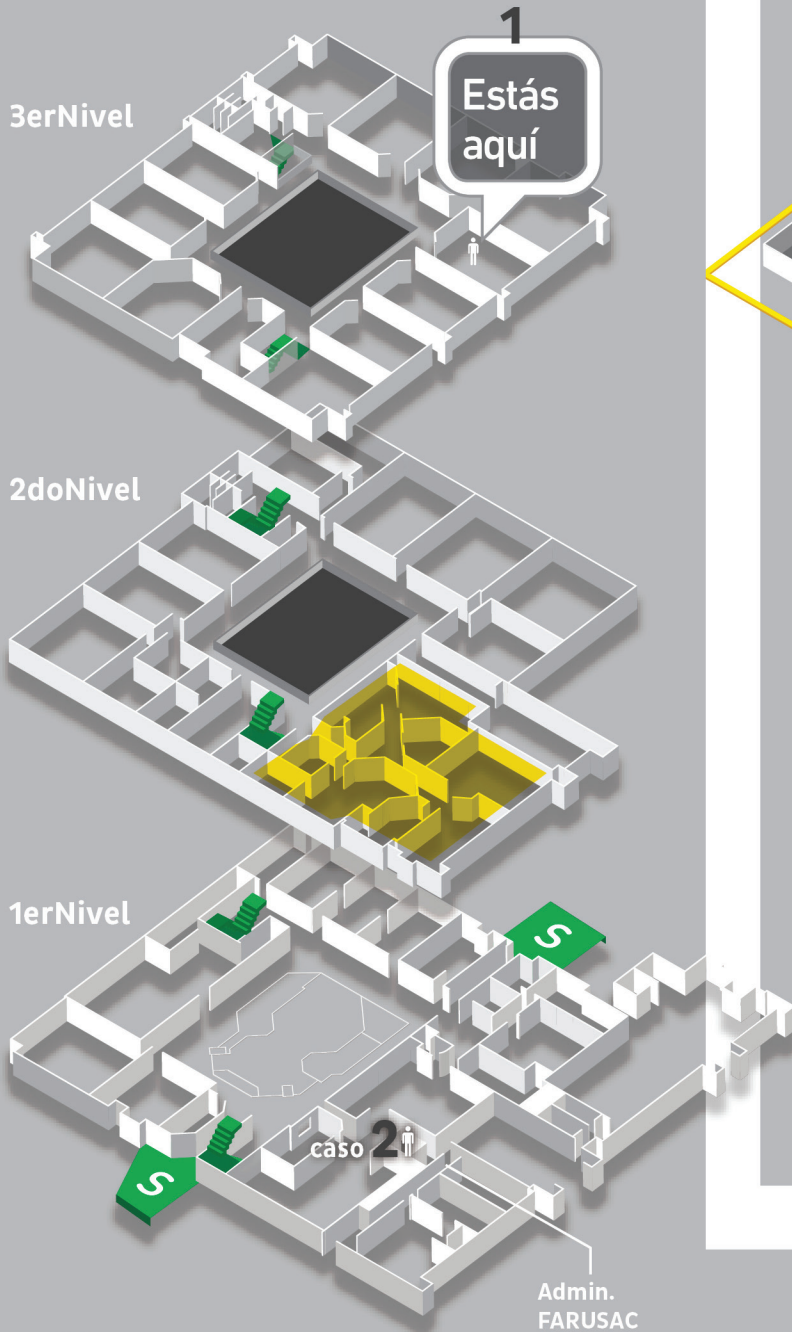 1
Estás
aquí
3erNivel
2doNivel
1erNivel
S
caso 2
S
Admin.
FARUSAC